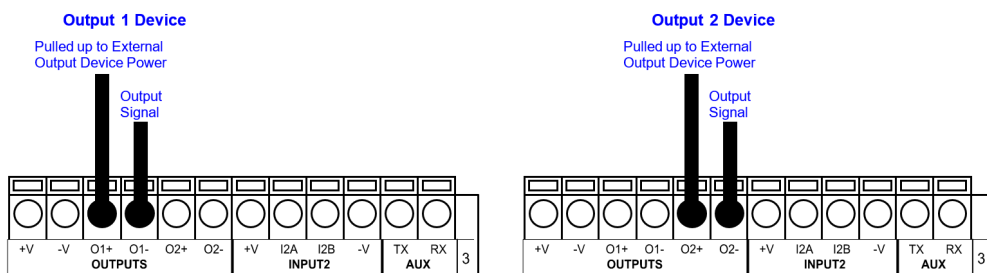 Output 1 Device
Pulled up to External
Output Device Power
Output
Signal
+V -V O1+ O1- O2+ O2- +V I2A I2B -V TX RX 3
OUTPUTS INPUT2 AUX
Output 2 Device
Pulled up to External
Output Device Power
Output
Signal
+V -V O1+ O1- O2+ O2- +V I2A I2B -V TX RX 3
OUTPUTS INPUT2 AUX